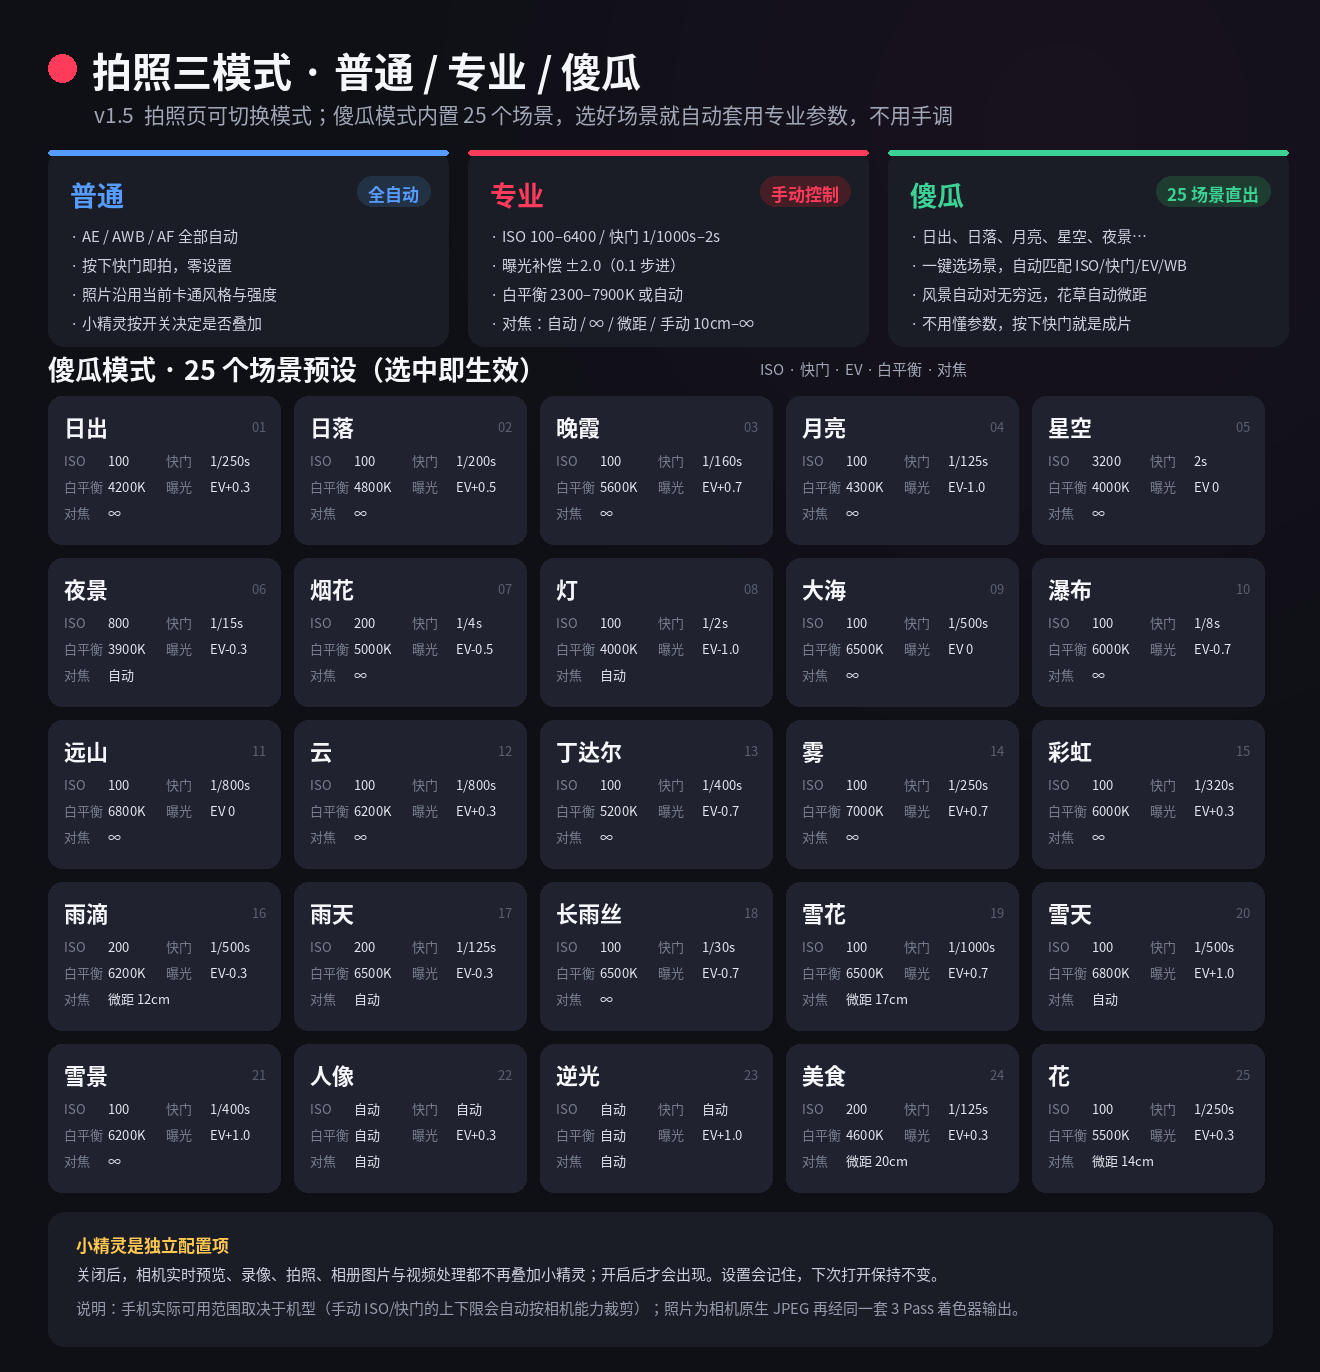 拍照三模式 · 普通 / 专业 / 傻瓜
v1.5 拍照页可切换模式；傻瓜模式内置 25 个场景，选好场景就自动套用专业参数，不用手调
普通 全自动
· AE / AWB / AF 全部自动
· 按下快门即拍，零设置
· 照片沿用当前卡通风格与强度
· 小精灵按开关决定是否叠加
专业 手动控制
· ISO 100–6400 / 快门 1/1000s–2s
· 曝光补偿 ±2.0（0.1 步进）
· 白平衡 2300–7900K 或自动
· 对焦：自动 / ∞ / 微距 / 手动 10cm–∞
傻瓜 25 场景直出
· 日出、日落、月亮、星空、夜景…
· 一键选场景，自动匹配 ISO/快门/EV/WB
· 风景自动对无穷远，花草自动微距
· 不用懂参数，按下快门就是成片
傻瓜模式 · 25 个场景预设（选中即生效） ISO · 快门 · EV · 白平衡 · 对焦
日出 01
ISO 100 快门 1/250s
白平衡 4200K 曝光 EV+0.3
对焦 ∞
日落 02
ISO 100 快门 1/200s
白平衡 4800K 曝光 EV+0.5
对焦 ∞
晚霞 03
ISO 100 快门 1/160s
白平衡 5600K 曝光 EV+0.7
对焦 ∞
月亮 04
ISO 100 快门 1/125s
白平衡 4300K 曝光 EV-1.0
对焦 ∞
星空 05
ISO 3200 快门 2s
白平衡 4000K 曝光 EV 0
对焦 ∞
夜景 06
ISO 800 快门 1/15s
白平衡 3900K 曝光 EV-0.3
对焦 自动
烟花 07
ISO 200 快门 1/4s
白平衡 5000K 曝光 EV-0.5
对焦 ∞
灯 08
ISO 100 快门 1/2s
白平衡 4000K 曝光 EV-1.0
对焦 自动
大海 09
ISO 100 快门 1/500s
白平衡 6500K 曝光 EV 0
对焦 ∞
瀑布 10
ISO 100 快门 1/8s
白平衡 6000K 曝光 EV-0.7
对焦 ∞
远山 11
ISO 100 快门 1/800s
白平衡 6800K 曝光 EV 0
对焦 ∞
云 12
ISO 100 快门 1/800s
白平衡 6200K 曝光 EV+0.3
对焦 ∞
丁达尔 13
ISO 100 快门 1/400s
白平衡 5200K 曝光 EV-0.7
对焦 ∞
雾 14
ISO 100 快门 1/250s
白平衡 7000K 曝光 EV+0.7
对焦 ∞
彩虹 15
ISO 100 快门 1/320s
白平衡 6000K 曝光 EV+0.3
对焦 ∞
雨滴 16
ISO 200 快门 1/500s
白平衡 6200K 曝光 EV-0.3
对焦 微距 12cm
雨天 17
ISO 200 快门 1/125s
白平衡 6500K 曝光 EV-0.3
对焦 自动
长雨丝 18
ISO 100 快门 1/30s
白平衡 6500K 曝光 EV-0.7
对焦 ∞
雪花 19
ISO 100 快门 1/1000s
白平衡 6500K 曝光 EV+0.7
对焦 微距 17cm
雪天 20
ISO 100 快门 1/500s
白平衡 6800K 曝光 EV+1.0
对焦 自动
雪景 21
ISO 100 快门 1/400s
白平衡 6200K 曝光 EV+1.0
对焦 ∞
人像 22
ISO 自动 快门 自动
白平衡 自动 曝光 EV+0.3
对焦 自动
逆光 23
ISO 自动 快门 自动
白平衡 自动 曝光 EV+1.0
对焦 自动
美食 24
ISO 200 快门 1/125s
白平衡 4600K 曝光 EV+0.3
对焦 微距 20cm
花 25
ISO 100 快门 1/250s
白平衡 5500K 曝光 EV+0.3
对焦 微距 14cm
小精灵是独立配置项
关闭后，相机实时预览、录像、拍照、相册图片与视频处理都不再叠加小精灵；开启后才会出现。设置会记住，下次打开保持不变。
说明：手机实际可用范围取决于机型（手动 ISO/快门的上下限会自动按相机能力裁剪）；照片为相机原生 JPEG 再经同一套 3 Pass 着色器输出。